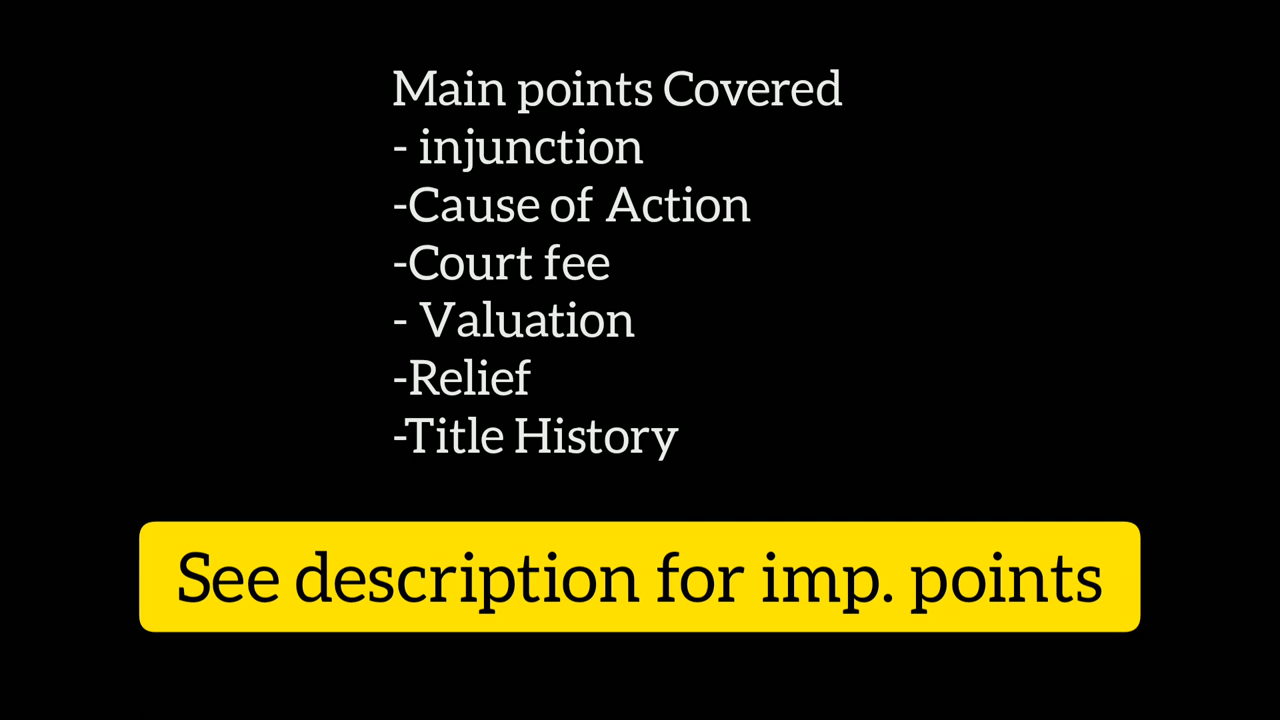 Main points Covered
- injunction
-Cause of Action
-Court fee
- Valuation
-Relief
-Title History
See description for imp. points